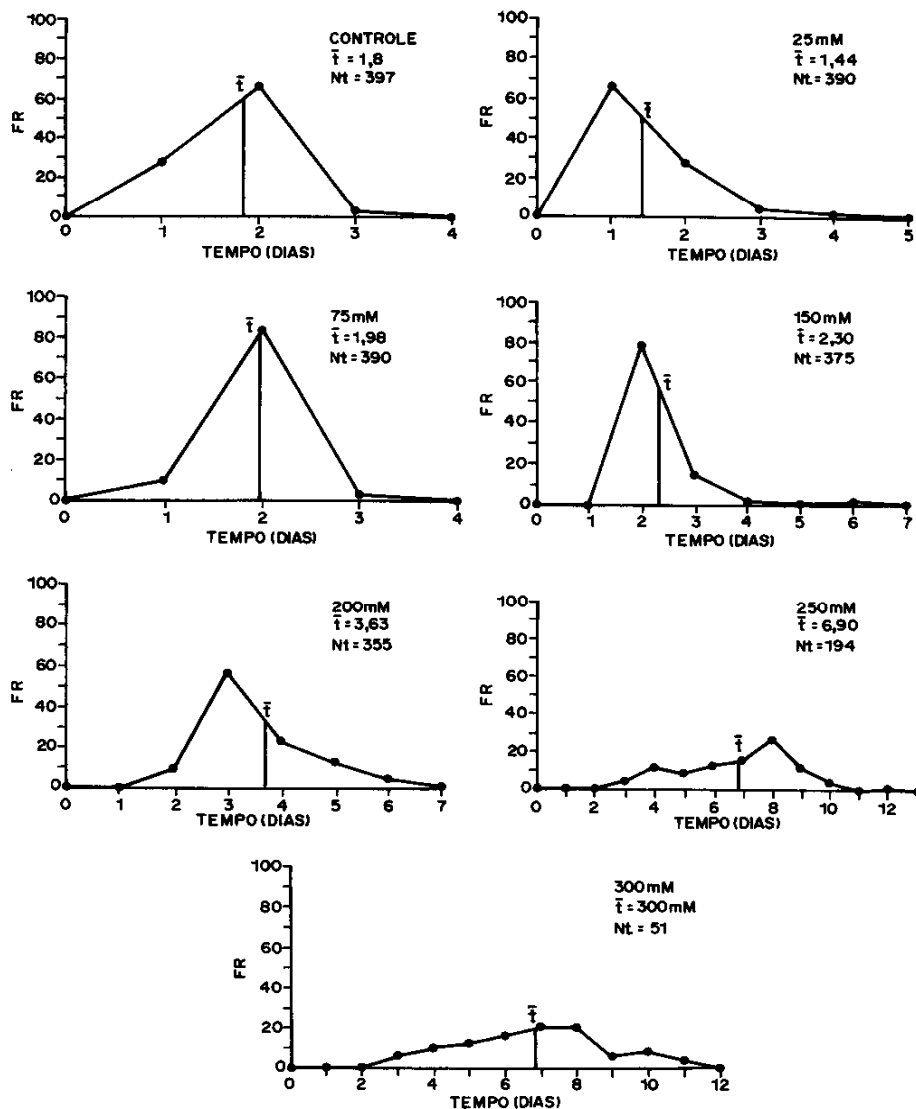 100
80
60
40
20
0
FR
CONTROLE
t̄ = 1,8
Nt = 397
t̄
0 1 2 3 4
TEMPO (DIAS)
100
80
60
40
20
0
FR
25mM
t̄ = 1,44
Nt = 390
t̄
0 1 2 3 4 5
TEMPO (DIAS)
100
80
60
40
20
0
FR
75mM
t̄ = 1,98
Nt = 390
t̄
0 1 2 3 4
TEMPO (DIAS)
100
80
60
40
20
0
FR
150mM
t̄ = 2,30
Nt = 375
t̄
0 1 2 3 4 5 6 7
TEMPO (DIAS)
100
80
60
40
20
0
FR
200mM
t̄ = 3,63
Nt = 355
t̄
0 1 2 3 4 5 6 7
TEMPO (DIAS)
100
80
60
40
20
0
FR
250mM
t̄ = 6,90
Nt = 194
t̄
0 2 4 6 8 10 12
TEMPO (DIAS)
100
80
60
40
20
0
FR
300mM
t̄ = 300mM
Nt = 51
t̄
0 2 4 6 8 10 12
TEMPO (DIAS)